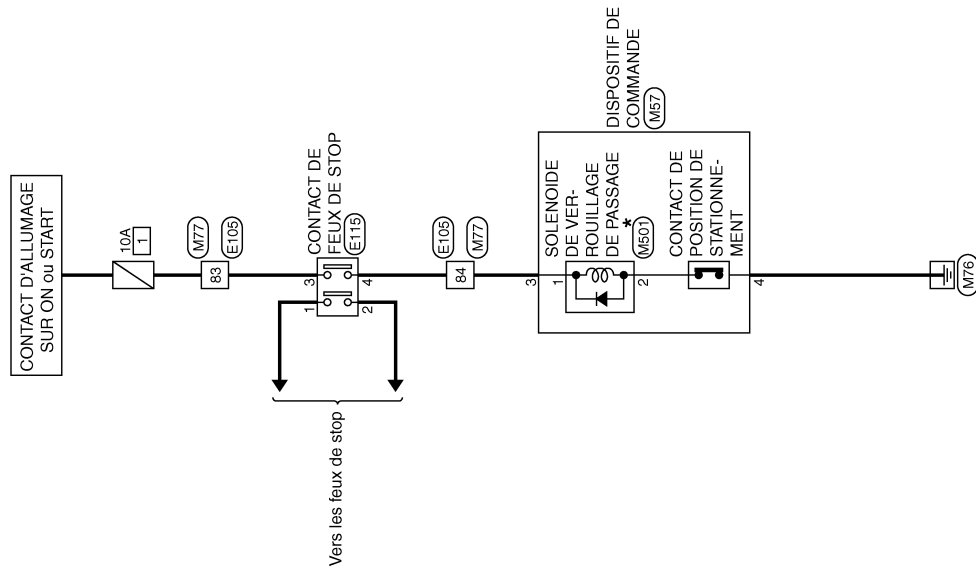 CONTACT D'ALLUMAGE
SUR ON ou START
10A
1
83
M77
E105
CONTACT DE
FEUX DE STOP
E115
1
3
2
4
Vers les feux de stop
84
E105
M77
3
DISPOSITIF DE
COMMANDE
M57
1
SOLENOIDE
DE VER-
ROUILLAGE
DE PASSAGE
*
M501
2
CONTACT DE
POSITION DE
STATIONNE-
MENT
4
M76